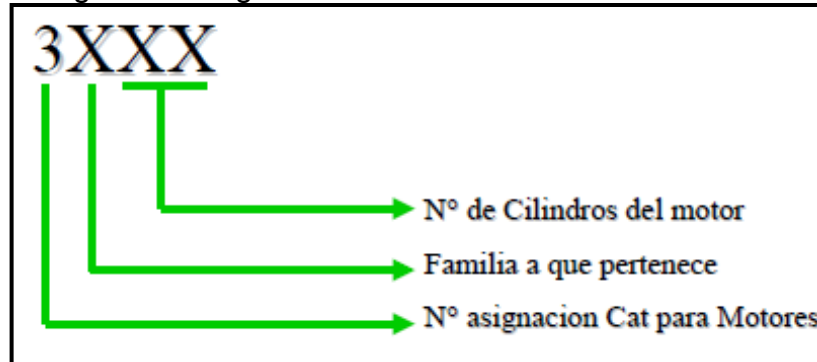 3XXX
N° de Cilindros del motor
Familia a que pertenece
N° asignacion Cat para Motores